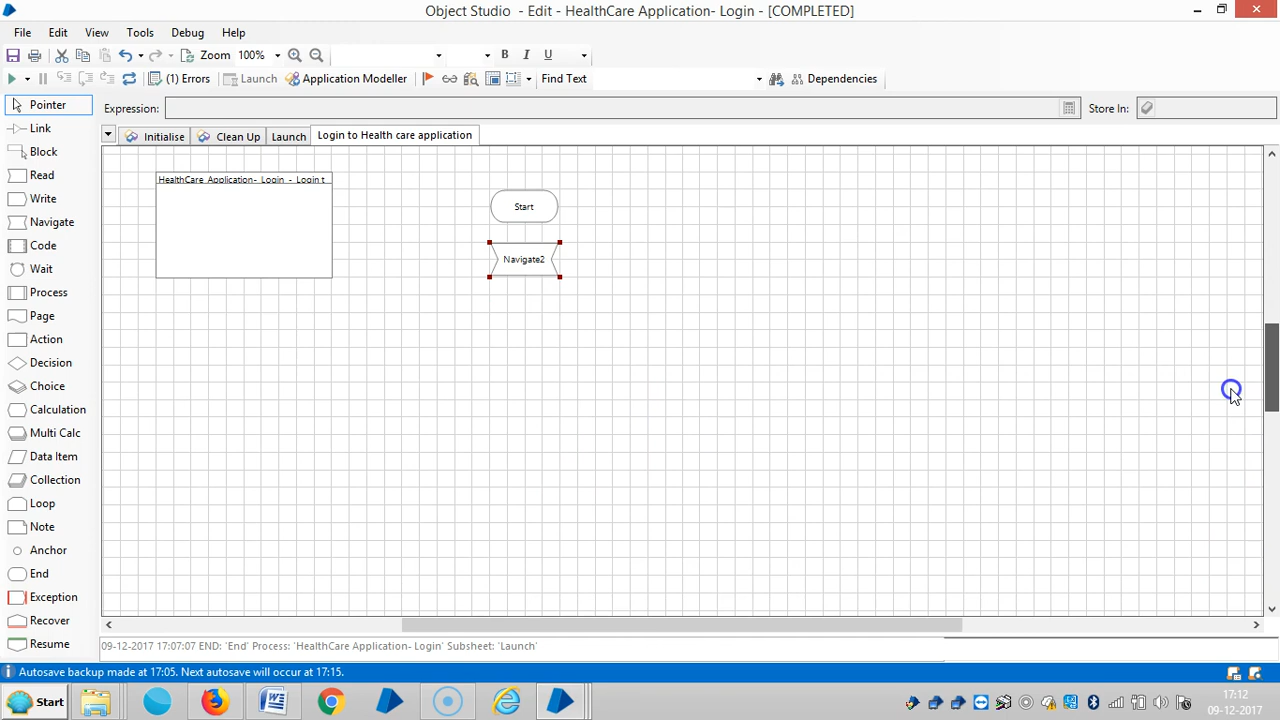 Object Studio - Edit - HealthCare Application- Login - [COMPLETED]
File Edit View Tools Debug Help
Zoom 100% B I U
(1) Errors Launch Application Modeller Find Text Dependencies
Pointer
Expression: Store In:
Link
Initialise Clean Up Launch Login to Health care application
Block
Read
HealthCare Application- Login - Login t
Write
Start
Navigate
Code
Navigate2
Wait
Process
Page
Action
Decision
Choice
Calculation
Multi Calc
Data Item
Collection
Loop
Note
Anchor
End
Exception
Recover
Resume
09-12-2017 17:07:07 END: 'End' Process: 'HealthCare Application- Login' Subsheet: 'Launch'
Autosave backup made at 17:05. Next autosave will occur at 17:15.
Start
17:12
09-12-2017